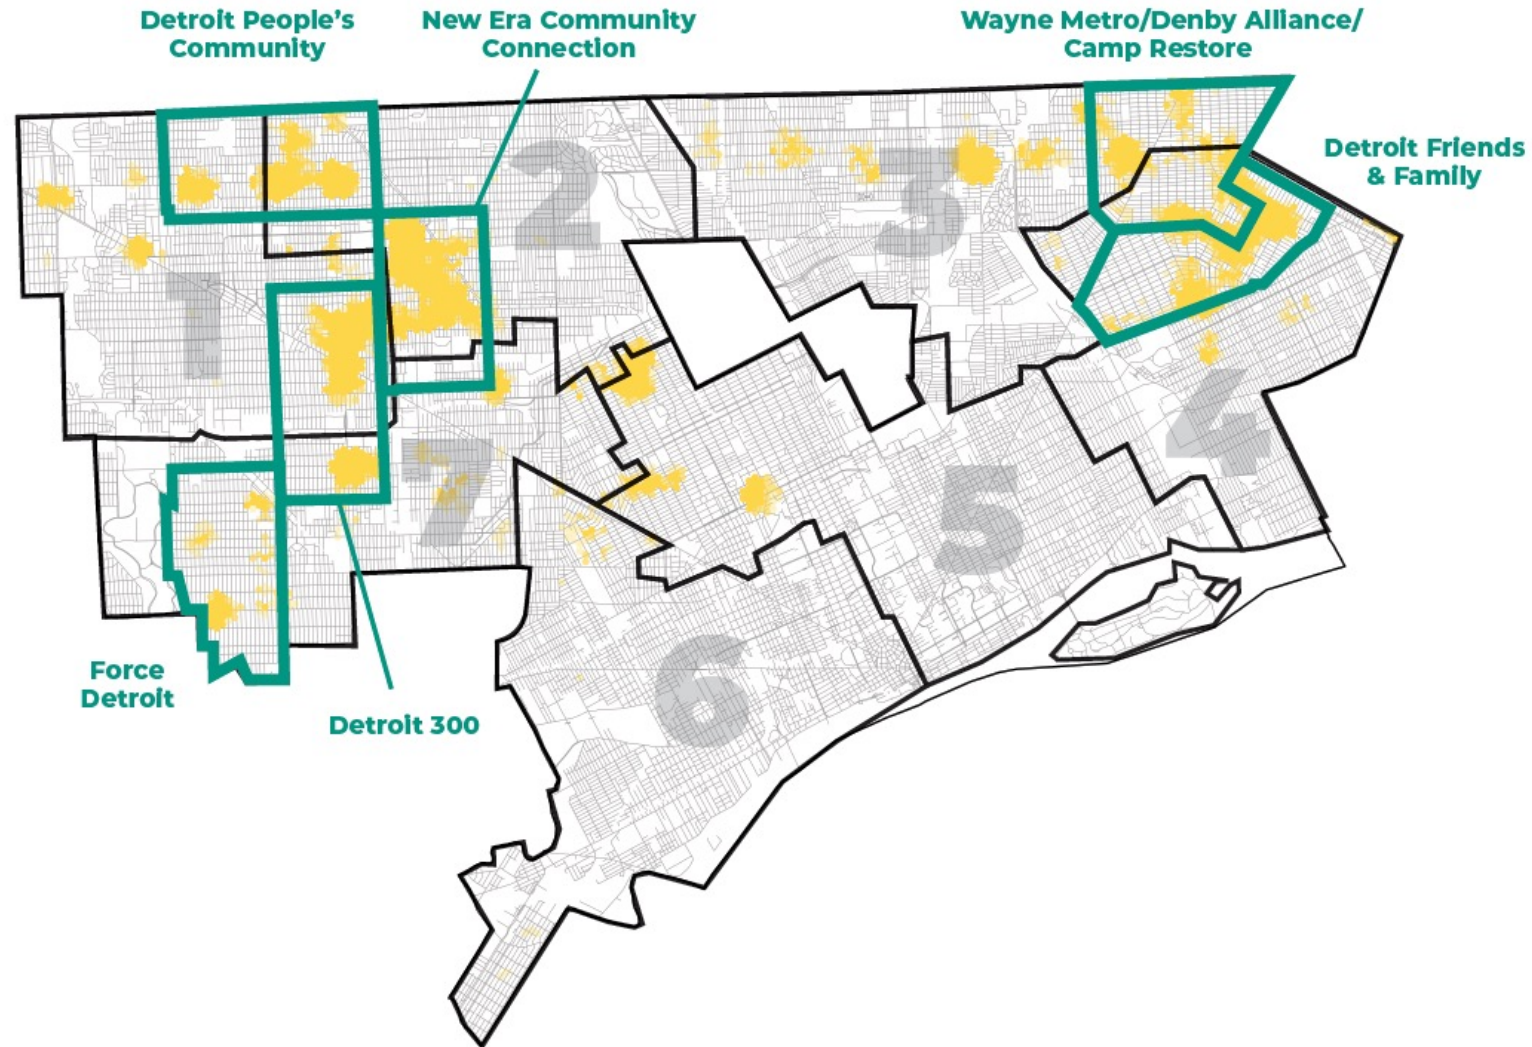 Detroit People's
Community
New Era Community
Connection
Wayne Metro/Denby Alliance/
Camp Restore
Detroit Friends
& Family
2
3
1
4
7
5
6
Force
Detroit
Detroit 300